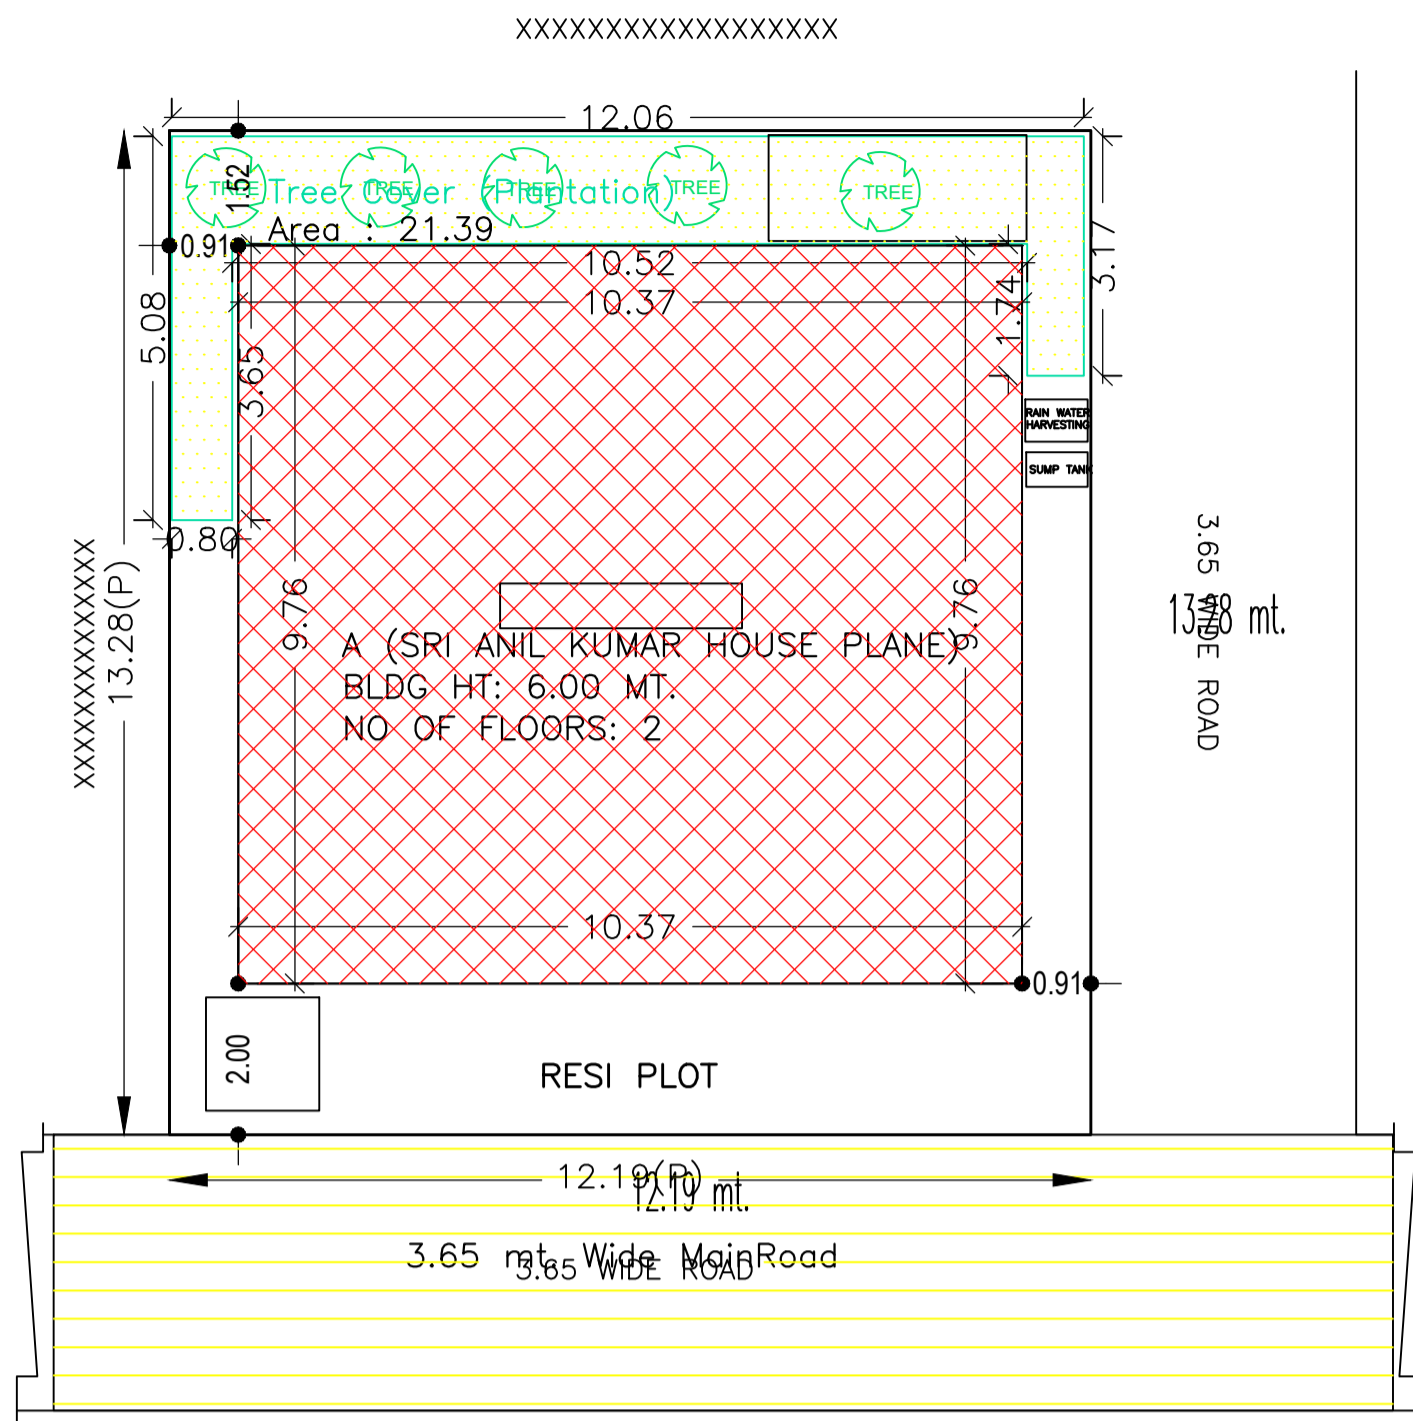 XXXXXXXXXXXXXXXXXX
12.06
TREE
TREE
TREE
TREE
TREE
1.52
Tree Cover (Plantation)
Area : 21.39
0.91
10.52
10.37
3.17
1.74
5.08
3.65
RAIN WATER
HARVESTING
SUMP TANK
0.80
XXXXXXXXXXXXXX
13.28(P)
9.76
9.76
3.65 WIDE ROAD
mt.
A (SRI ANIL KUMAR HOUSE PLANE)
BLDG HT: 6.00 MT.
NO OF FLOORS: 2
10.37
0.91
2.00
RESI PLOT
12.19(P)
12.19 mt.
3.65 mt. Wide MainRoad
3.65 WIDE ROAD